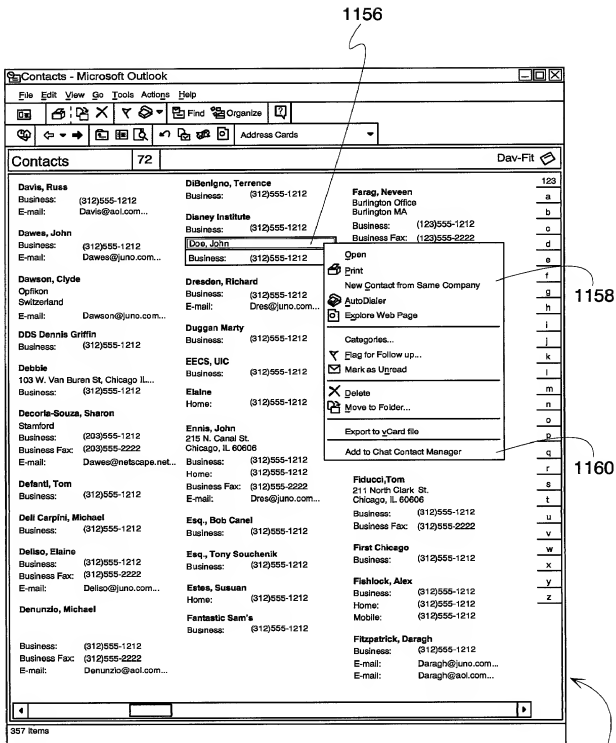 1156
Contacts - Microsoft Outlook
File Edit View Go Tools Actions Help
Find Organize
Address Cards
Contacts 72 Dav-Fit
Davis, Russ
Business: (312)555-1212
E-mail: Davis@aol.com...
Dawes, John
Business: (312)555-1212
E-mail: Dawes@juno.com...
Dawson, Clyde
Opfikon
Switzerland
E-mail: Dawson@juno.com...
DDS Dennis Griffin
Business: (312)555-1212
Debbie
103 W. Van Buren St, Chicago IL...
Business: (312)555-1212
Decoria-Souza, Sharon
Stamford
Business: (203)555-1212
Business Fax: (203)555-2222
E-mail: Dawes@netscape.net...
Defanti, Tom
Business: (312)555-1212
Deli Carpini, Michael
Business: (312)555-1212
Deliso, Elaine
Business: (312)555-1212
Business Fax: (312)555-2222
E-mail: Deliso@juno.com...
Denunzio, Michael
Business: (312)555-1212
Business Fax: (312)555-2222
E-mail: Denunzio@aol.com...
DiBenigno, Terrence
Business: (312)555-1212
Disney Institute
Business: (312)555-1212
Doe, John
Business: (312)555-1212
Dresden, Richard
Business: (312)555-1212
E-mail: Dres@juno.com...
Duggan Marty
Business: (312)555-1212
EECS, UIC
Business: (312)555-1212
Elaine
Home: (312)555-1212
Ennis, John
215 N. Canal St.
Chicago, IL 60606
Business: (312)555-1212
Home: (312)555-1212
Business Fax: (312)555-2222
E-mail: Dres@juno.com...
Esq., Bob Canel
Business: (312)555-1212
Esq., Tony Souchenik
Business: (312)555-1212
Estes, Susuan
Home: (312)555-1212
Fantastic Sam's
Business: (312)555-1212
Farag, Neveen
Burlington Office
Burlington MA
Business: (123)555-1212
Business Fax: (123)555-2222
Open
Print
New Contact from Same Company
AutoDialer
Explore Web Page
Categories...
Flag for Follow up...
Mark as Unread
Delete
Move to Folder...
Export to vCard file
Add to Chat Contact Manager
Fiducci,Tom
211 North Clark St.
Chicago, IL 60606
Business: (312)555-1212
Business Fax: (312)555-2222
First Chicago
Business: (312)555-1212
Fishlock, Alex
Business: (312)555-1212
Home: (312)555-1212
Mobile: (312)555-1212
Fitzpatrick, Daragh
Business: (312)555-1212
E-mail: Daragh@juno.com...
E-mail: Daragh@aol.com...
123
a
b
c
d
e
f
g
h
i
j
k
l
m
n
o
p
q
r
s
t
u
v
w
x
y
z
1158
1160
357 items